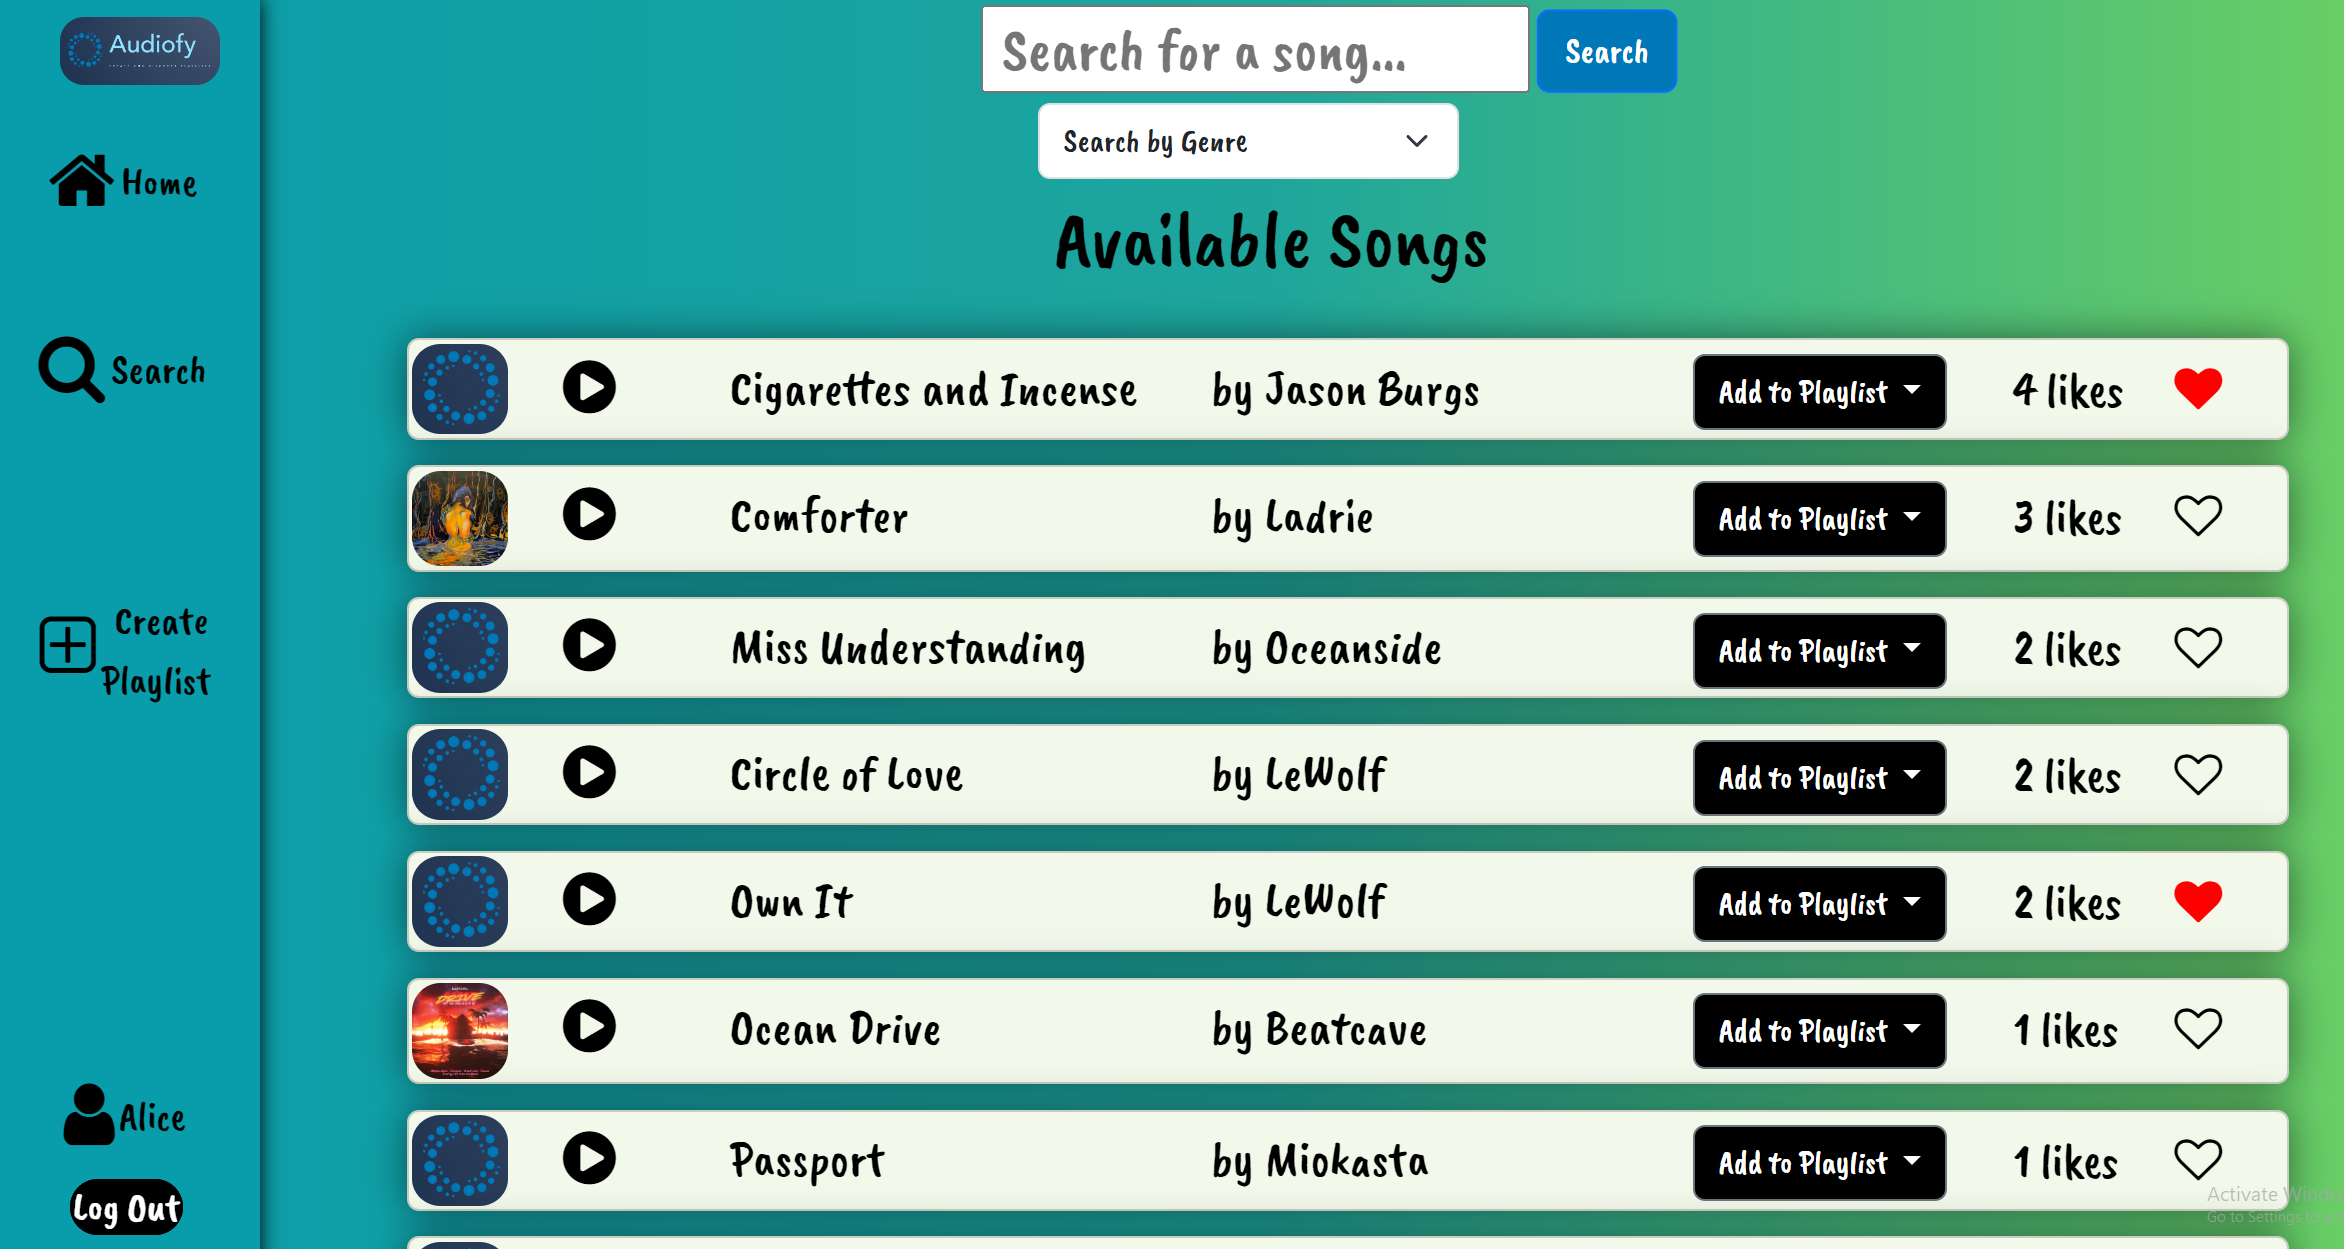 Audiofy
Home
Search
Create
Playlist
Alice
Log Out
Search for a song...
Search
Search by Genre
Available Songs
Cigarettes and Incense by Jason Burgs Add to Playlist 4 likes
Comforter by Ladrie Add to Playlist 3 likes
Miss Understanding by Oceanside Add to Playlist 2 likes
Circle of Love by LeWolf Add to Playlist 2 likes
Own It by LeWolf Add to Playlist 2 likes
DRIVE
Ocean Drive by Beatcave Add to Playlist 1 likes
Passport by Miokasta Add to Playlist 1 likes
Activate Windo
Go to Settings to